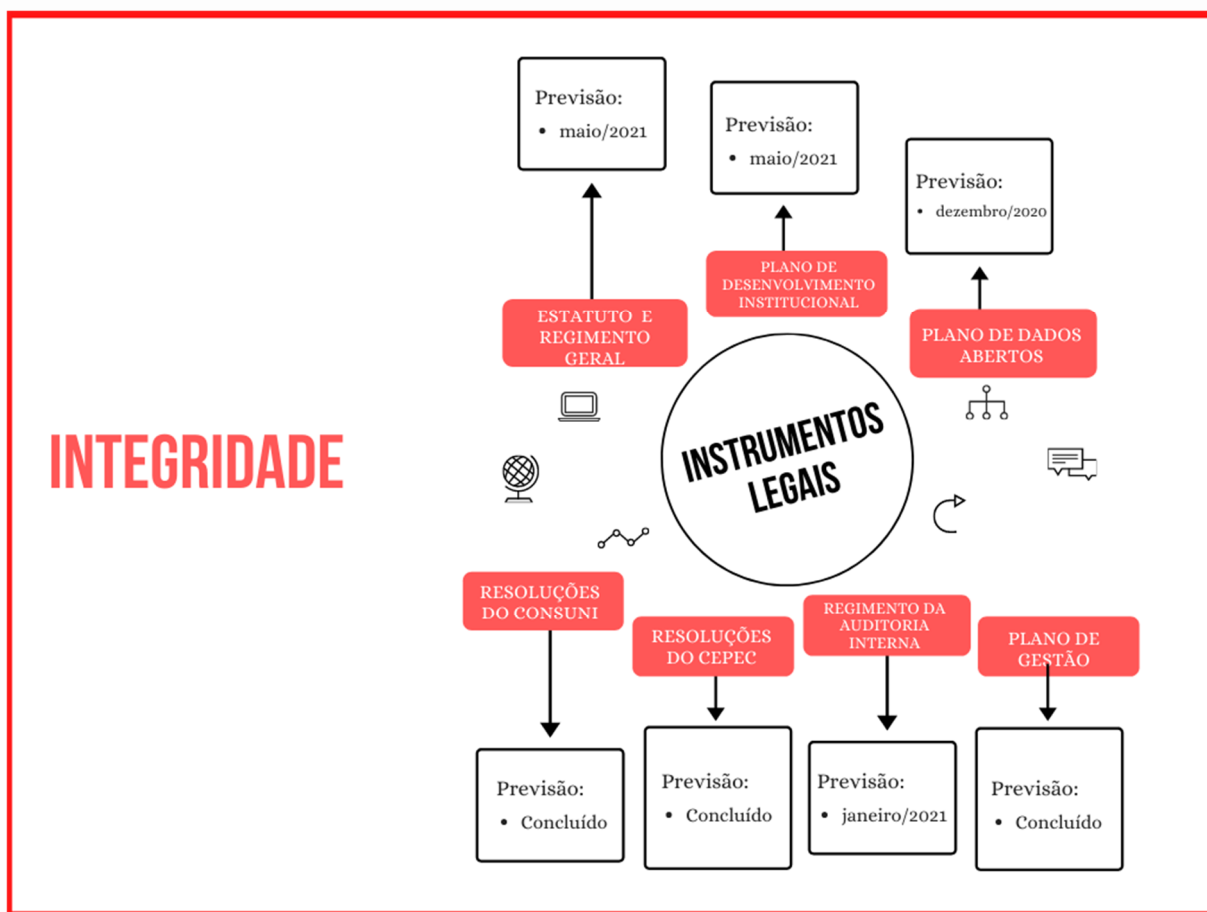 INTEGRIDADE
Previsão:
• maio/2021
ESTATUTO E
REGIMENTO
GERAL
Previsão:
• maio/2021
PLANO DE
DESENVOLVIMENTO
INSTITUCIONAL
Previsão:
• dezembro/2020
PLANO DE DADOS
ABERTOS
INSTRUMENTOS
LEGAIS
RESOLUÇÕES
DO CONSUNI
Previsão:
• Concluído
RESOLUÇÕES
DO CEPEC
Previsão:
• Concluído
REGIMENTO DA
AUDITORIA
INTERNA
Previsão:
• janeiro/2021
PLANO DE
GESTÃO
Previsão:
• Concluído